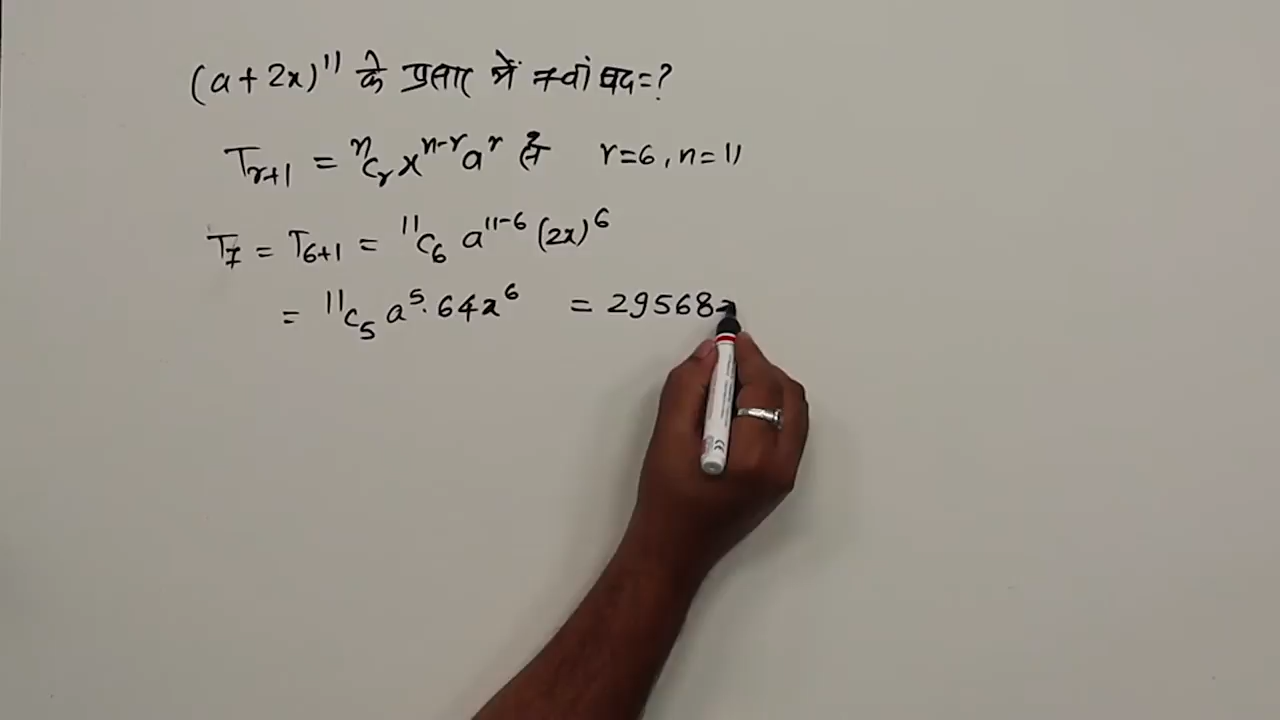 (a+2x)¹¹ के प्रसार में 7वां पद=?
Tᵣ₊₁ = ⁿCᵣ xⁿ⁻ʳ aʳ से r=6, n=11
T₇ = T₆₊₁ = ¹¹C₆ a¹¹⁻⁶ (2x)⁶
= ¹¹C₅ a⁵·64x⁶ = 29568